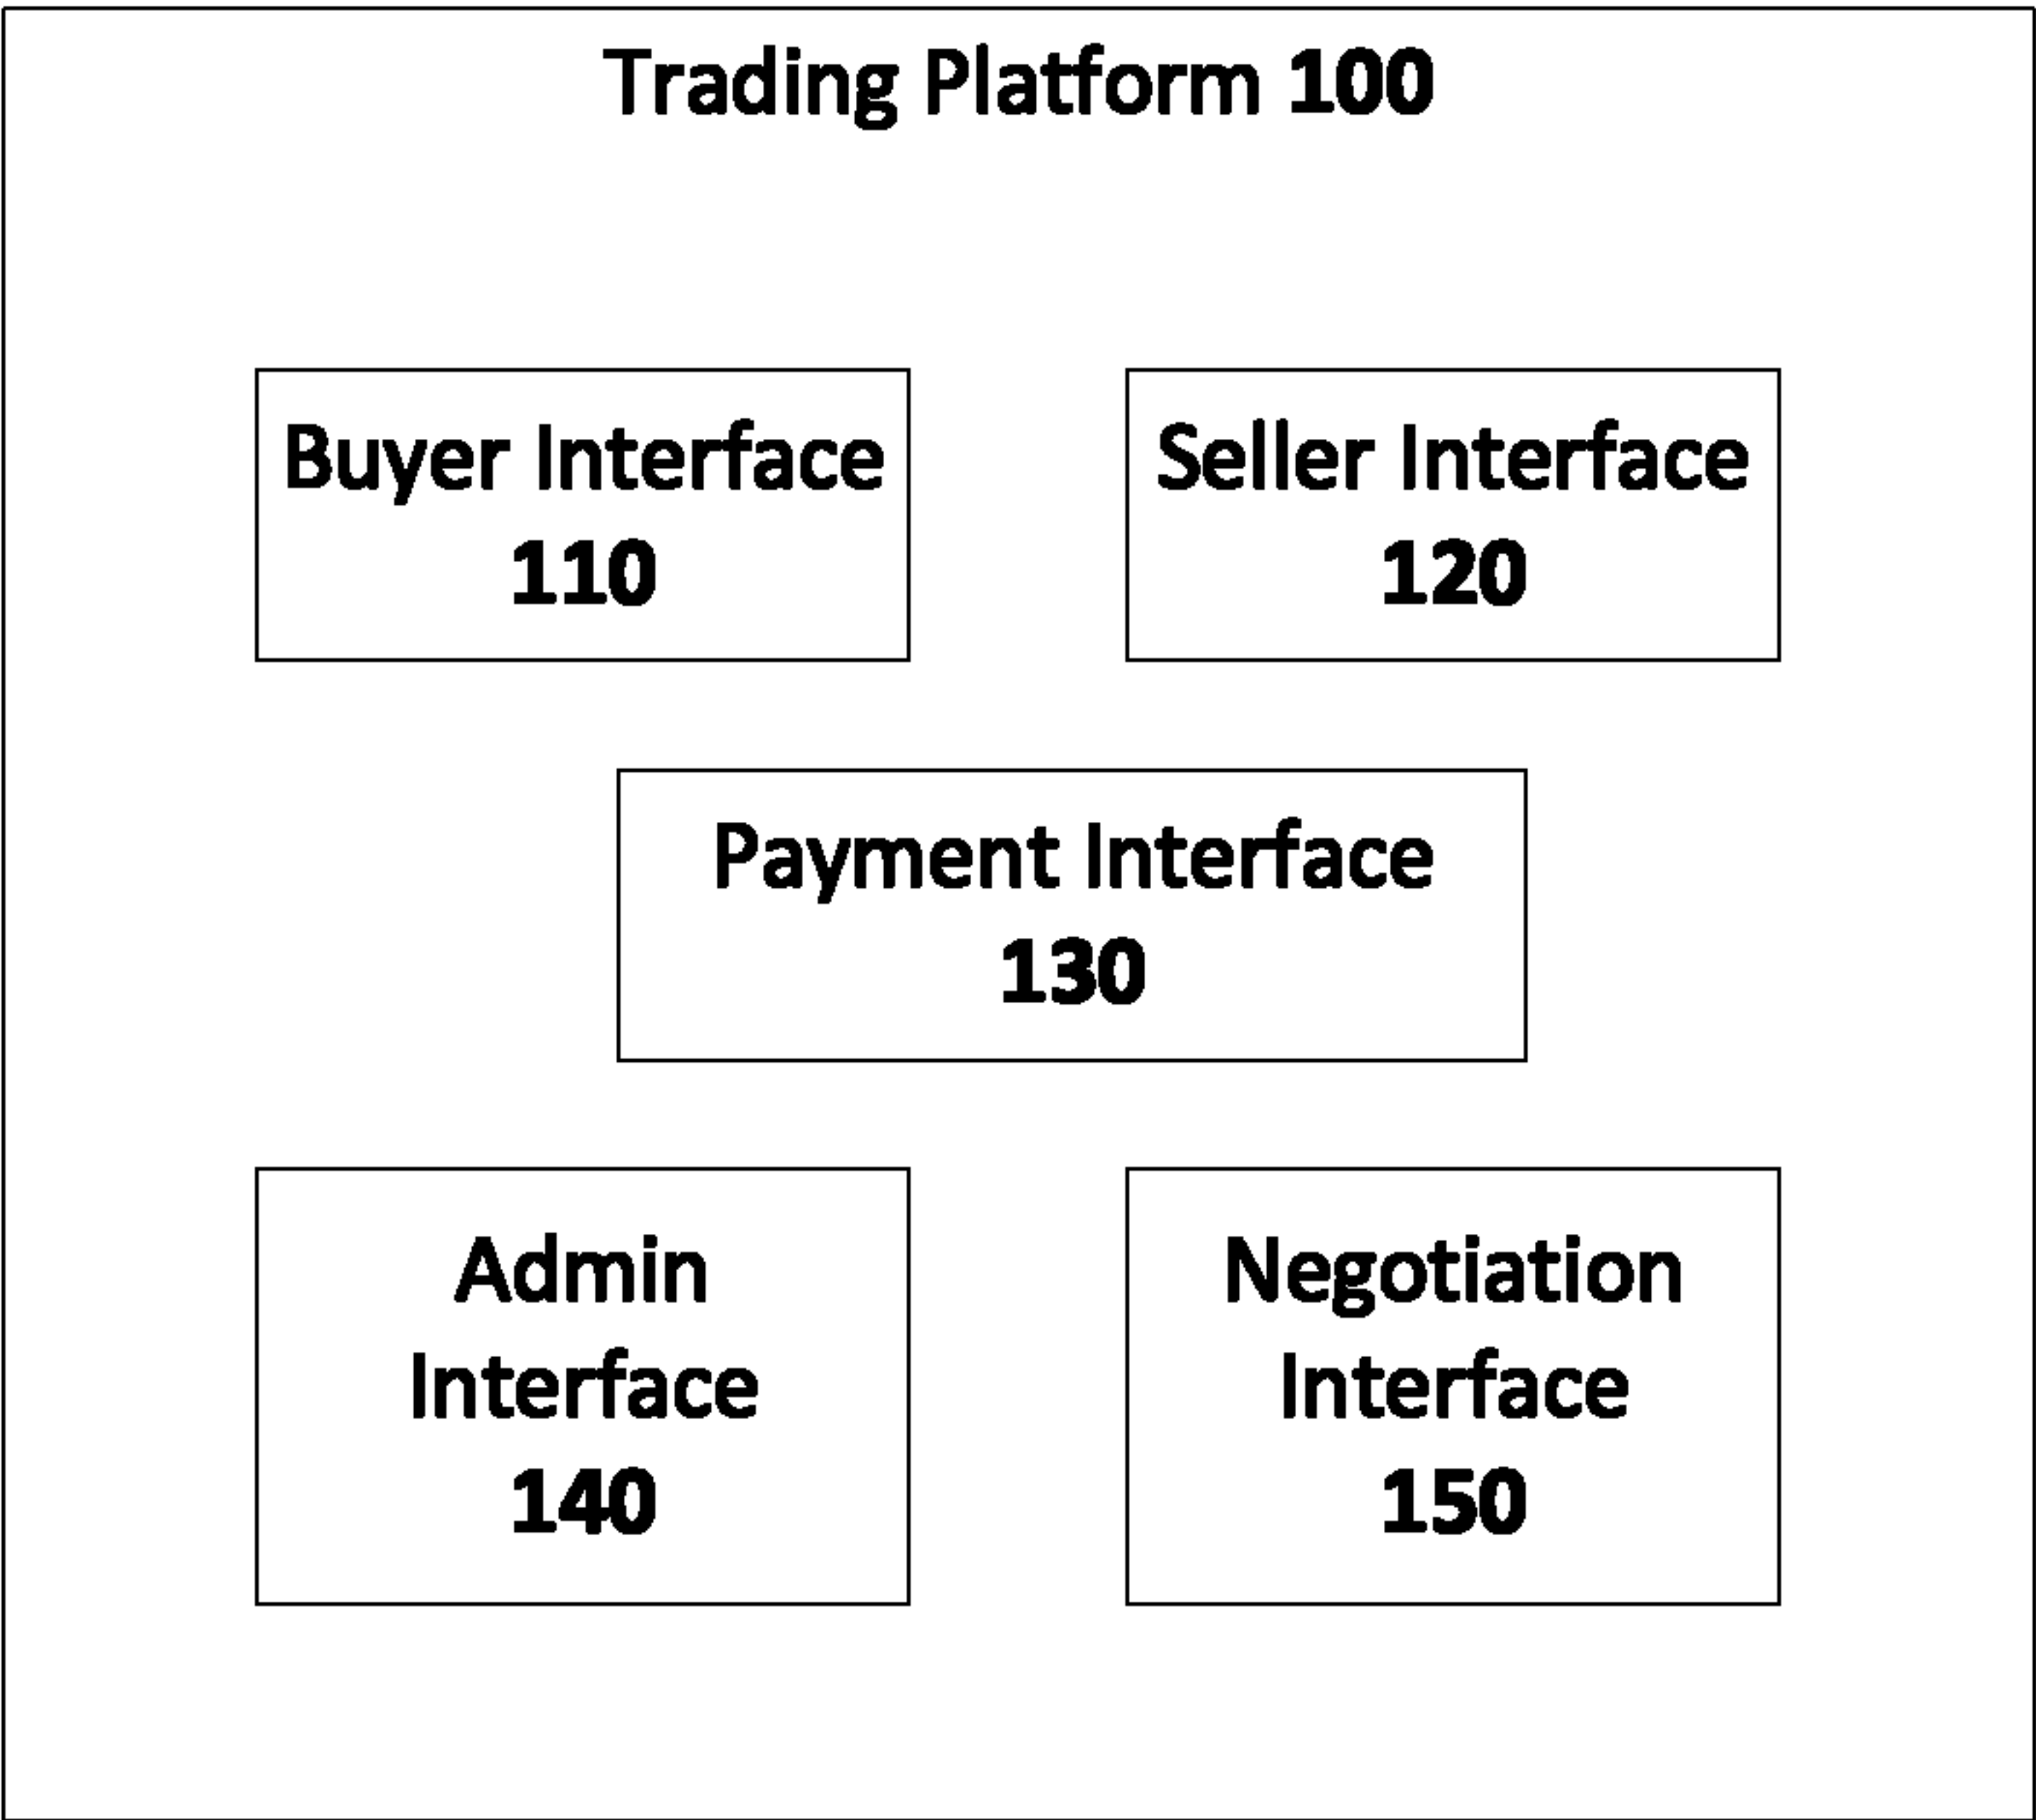 Trading Platform 100
Buyer Interface
110
Seller Interface
120
Payment Interface
130
Admin
Interface
140
Negotiation
Interface
150